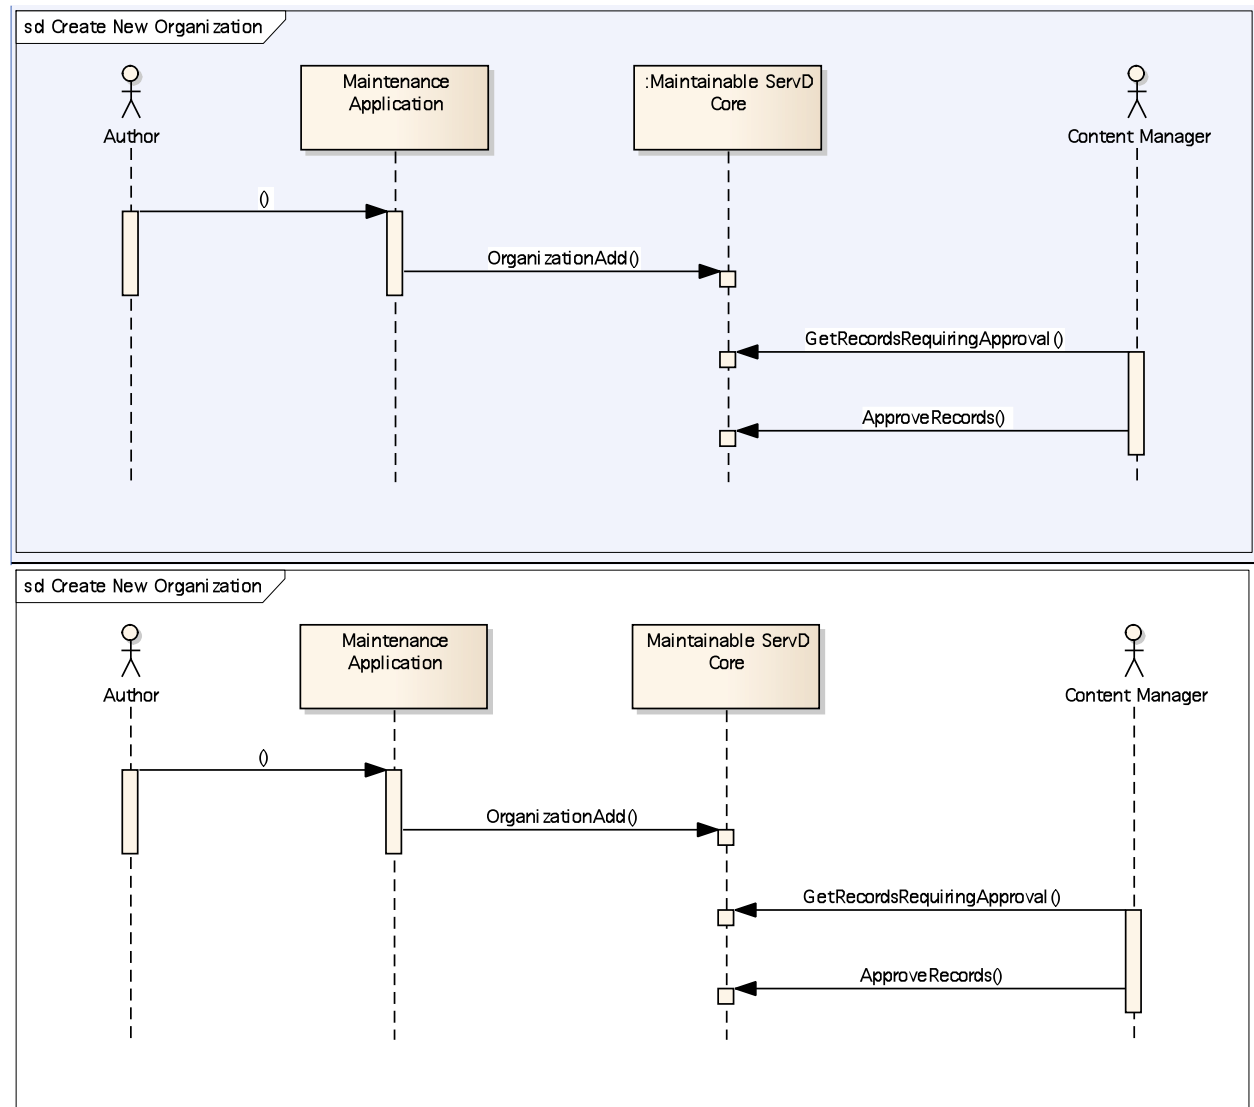 sd Create New Organization
Maintenance
Application
:Maintainable ServD
Core
Author
Content Manager
()
OrganizationAdd()
GetRecordsRequiringApproval()
ApproveRecords()
sd Create New Organization
Maintenance
Application
Maintainable ServD
Core
Author
Content Manager
()
OrganizationAdd()
GetRecordsRequiringApproval()
ApproveRecords()